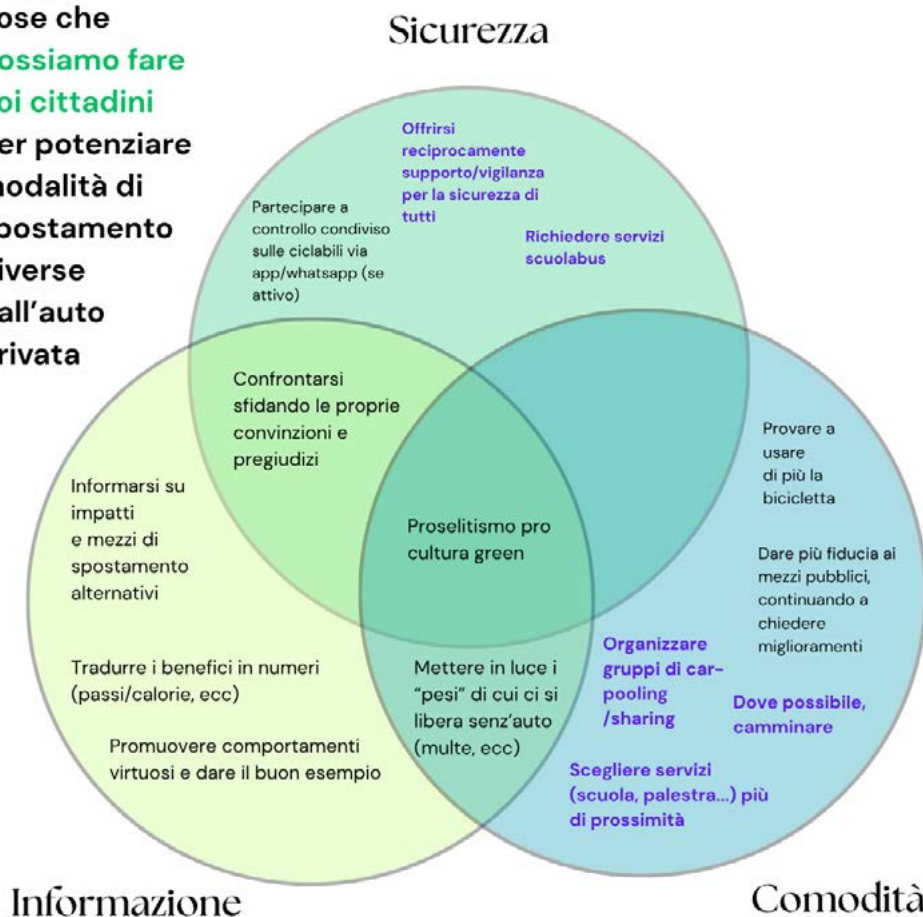 ose che
ossiamo fare
oi cittadini
er potenziare
nodalità di
postamento
iverse
all’auto
rivata
Sicurezza
Offrirsi
reciprocamente
supporto/vigilanza
per la sicurezza di
tutti
Partecipare a
controllo condiviso
sulle ciclabili via
app/whatsapp (se
attivo)
Richiedere servizi
scuolabus
Confrontarsi
sfidando le proprie
convinzioni e
pregiudizi
Provare a
usare
di più la
bicicletta
Informarsi su
impatti
e mezzi di
spostamento
alternativi
Proselitismo pro
cultura green
Dare più fiducia ai
mezzi pubblici,
continuando a
chiedere
miglioramenti
Tradurre i benefici in numeri
(passi/calorie, ecc)
Mettere in luce i
“pesi” di cui ci si
libera senz’auto
(multe, ecc)
Organizzare
gruppi di car-
pooling
/sharing
Dove possibile,
camminare
Promuovere comportamenti
virtuosi e dare il buon esempio
Scegliere servizi
(scuola, palestra...) più
di prossimità
Informazione
Comodità